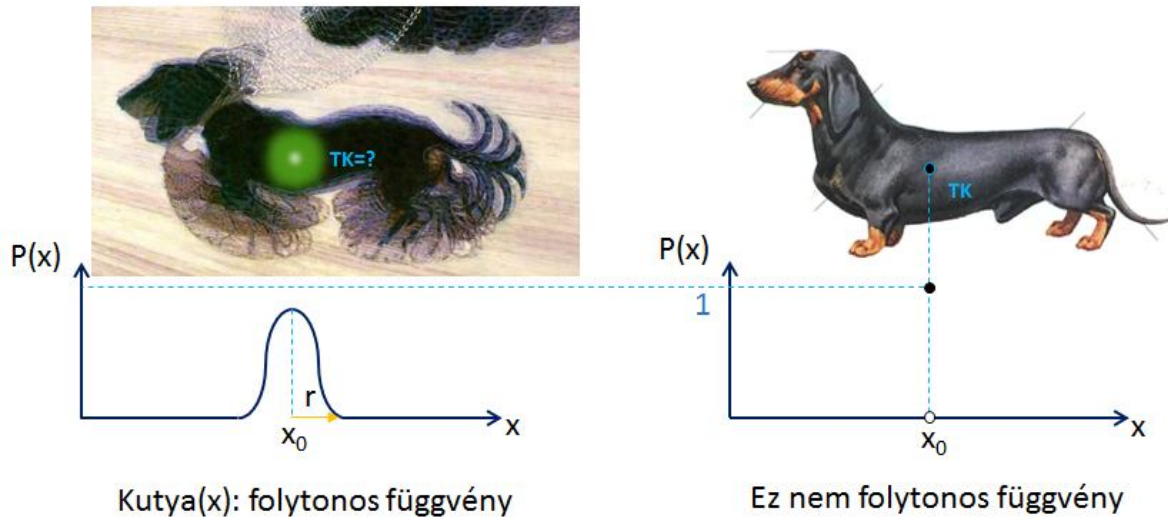 TK=?
TK
P(x)
P(x)
1
r
x₀
x
x₀
x
Kutya(x): folytonos függvény
Ez nem folytonos függvény